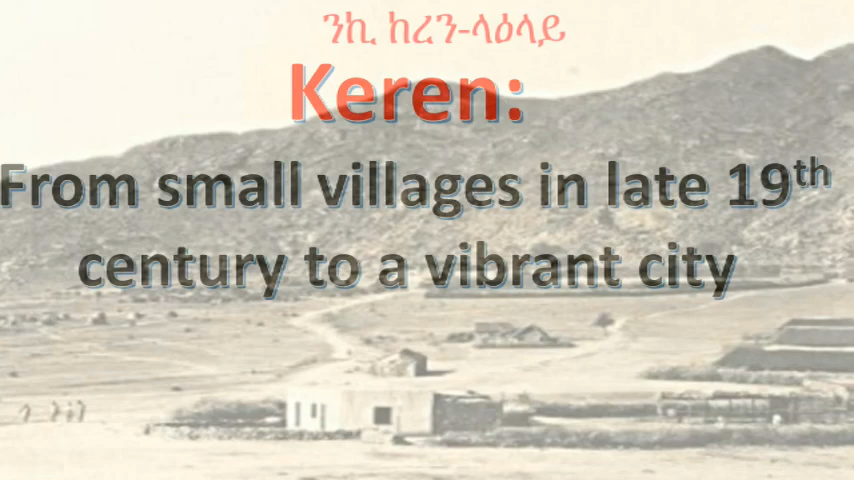 ንኪ ከረን-ላዕላይ
Keren:
From small villages in late 19th
century to a vibrant city